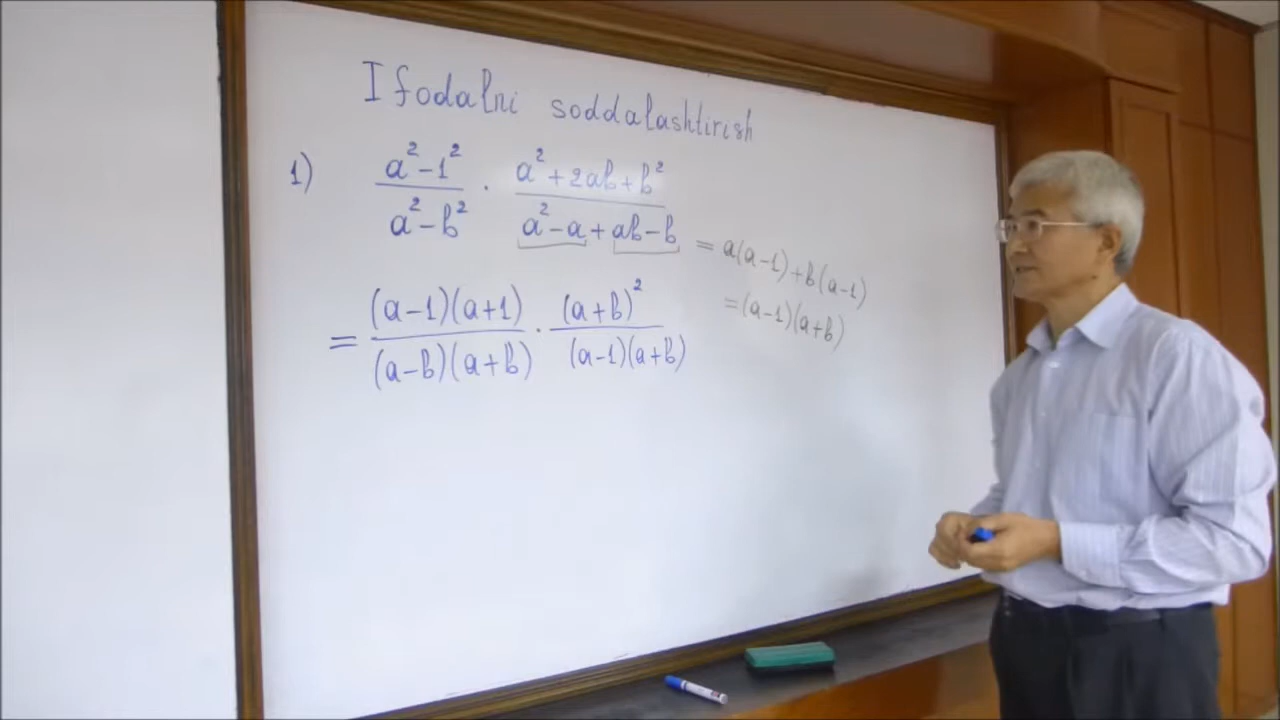 Ifodalni soddalashtirish
1) (a²-1²)/(a²-b²) · (a²+2ab+b²)/(a²-a+ab-b) = a(a-1)+b(a-1)
=(a-1)(a+b)
= ((a-1)(a+1))/((a-b)(a+b)) · (a+b)²/((a-1)(a+b))